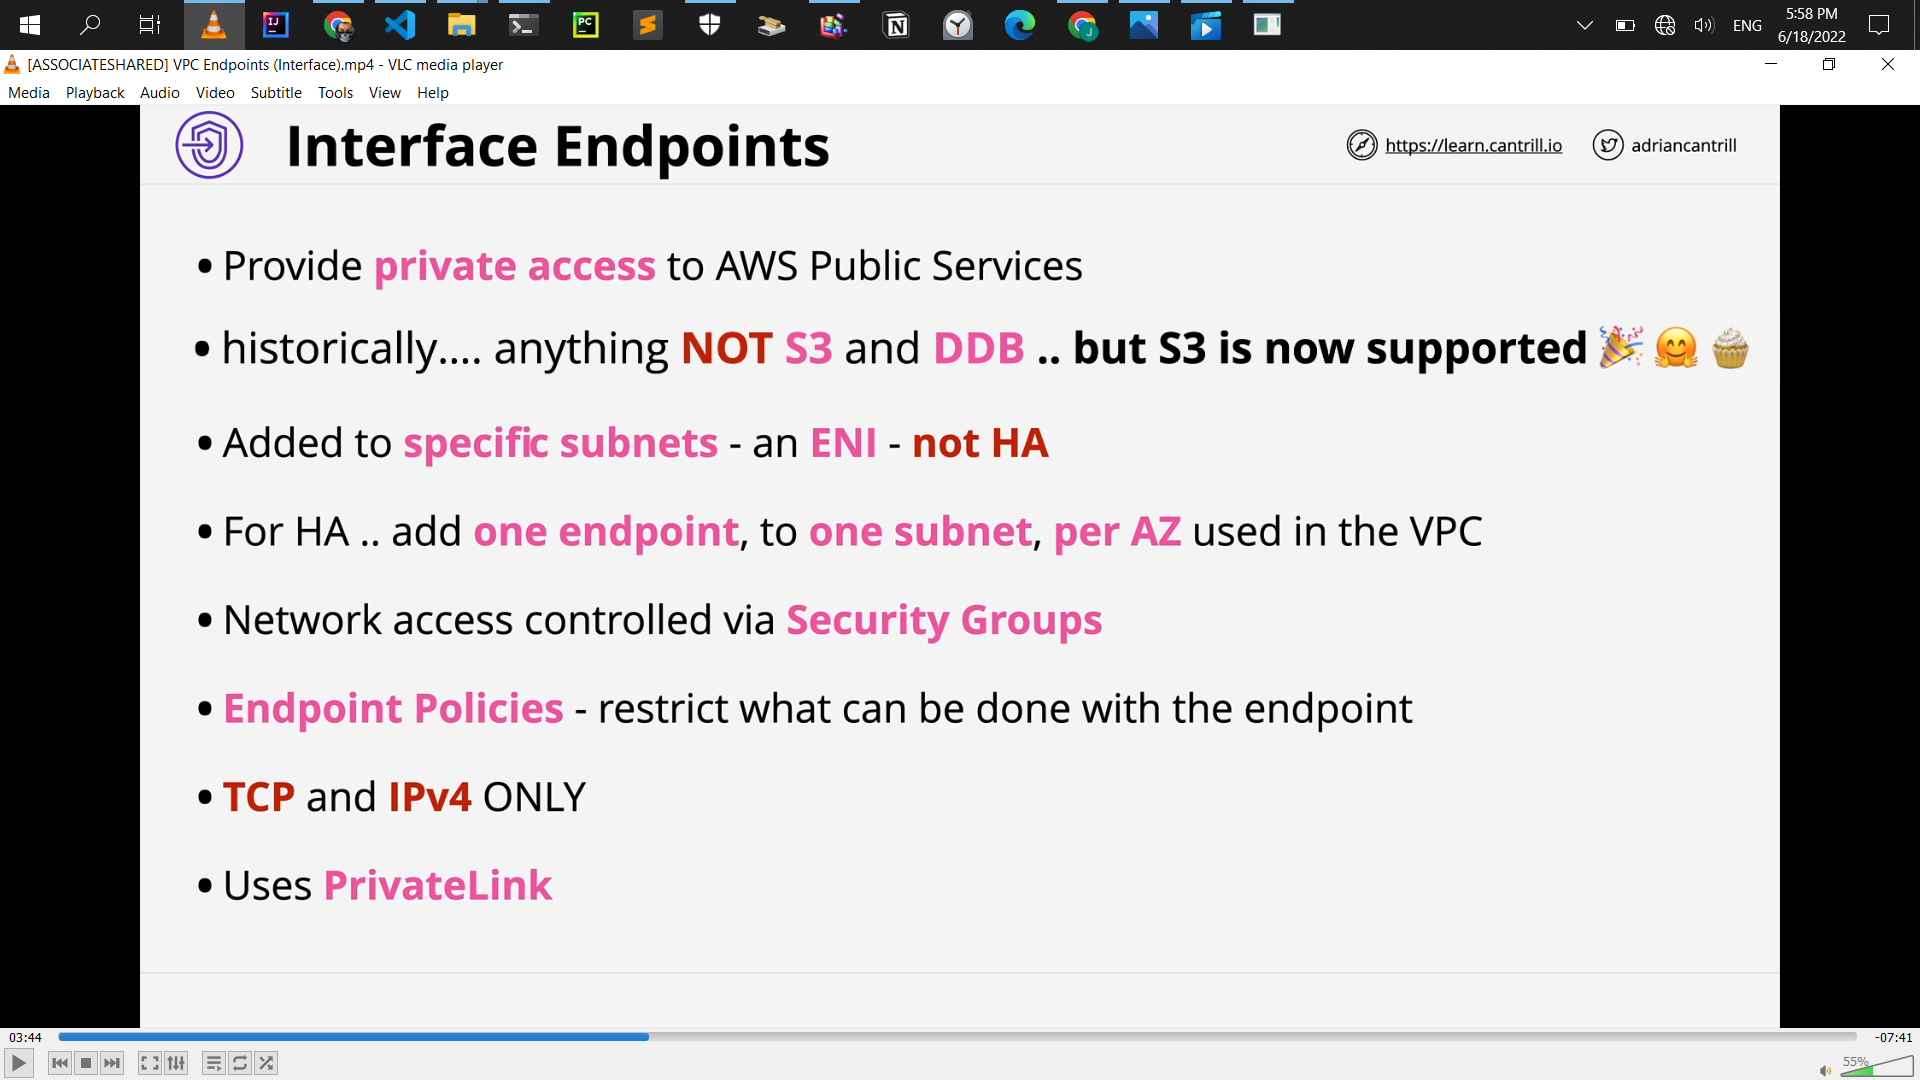 ENG
5:58 PM
6/18/2022
[ASSOCIATESHARED] VPC Endpoints (Interface).mp4 - VLC media player
Media Playback Audio Video Subtitle Tools View Help
Interface Endpoints
https://learn.cantrill.io
adriancantrill
• Provide private access to AWS Public Services
• historically.... anything NOT S3 and DDB .. but S3 is now supported 🎉 🤗 🧁
• Added to specific subnets - an ENI - not HA
• For HA .. add one endpoint, to one subnet, per AZ used in the VPC
• Network access controlled via Security Groups
• Endpoint Policies - restrict what can be done with the endpoint
• TCP and IPv4 ONLY
• Uses PrivateLink
03:44
-07:41
55%